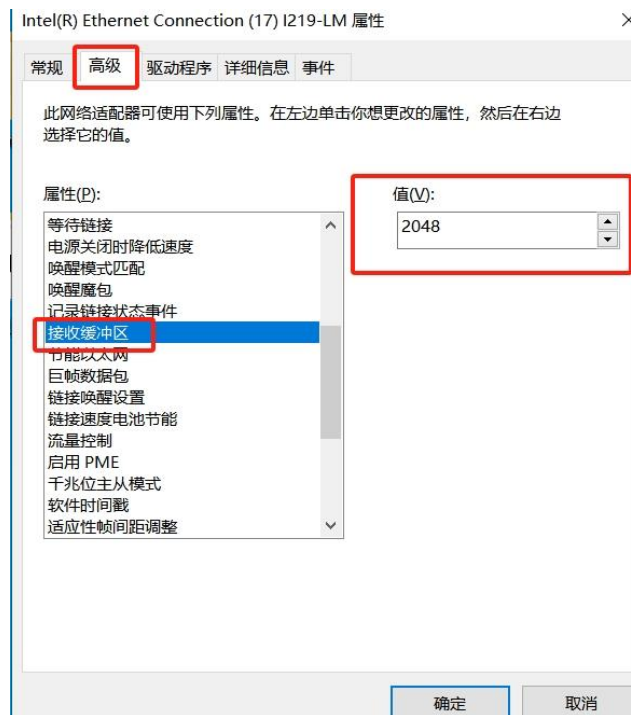 Intel(R) Ethernet Connection (17) I219-LM 属性
常规 高级 驱动程序 详细信息 事件
此网络适配器可使用下列属性。在左边单击你想更改的属性，然后在右边
选择它的值。
属性(P):
值(V):
2048
等待链接
电源关闭时降低速度
唤醒模式匹配
唤醒魔包
记录链接状态事件
接收缓冲区
节能以太网
巨帧数据包
链接唤醒设置
链接速度电池节能
流量控制
启用 PME
千兆位主从模式
软件时间戳
适应性帧间距调整
确定 取消